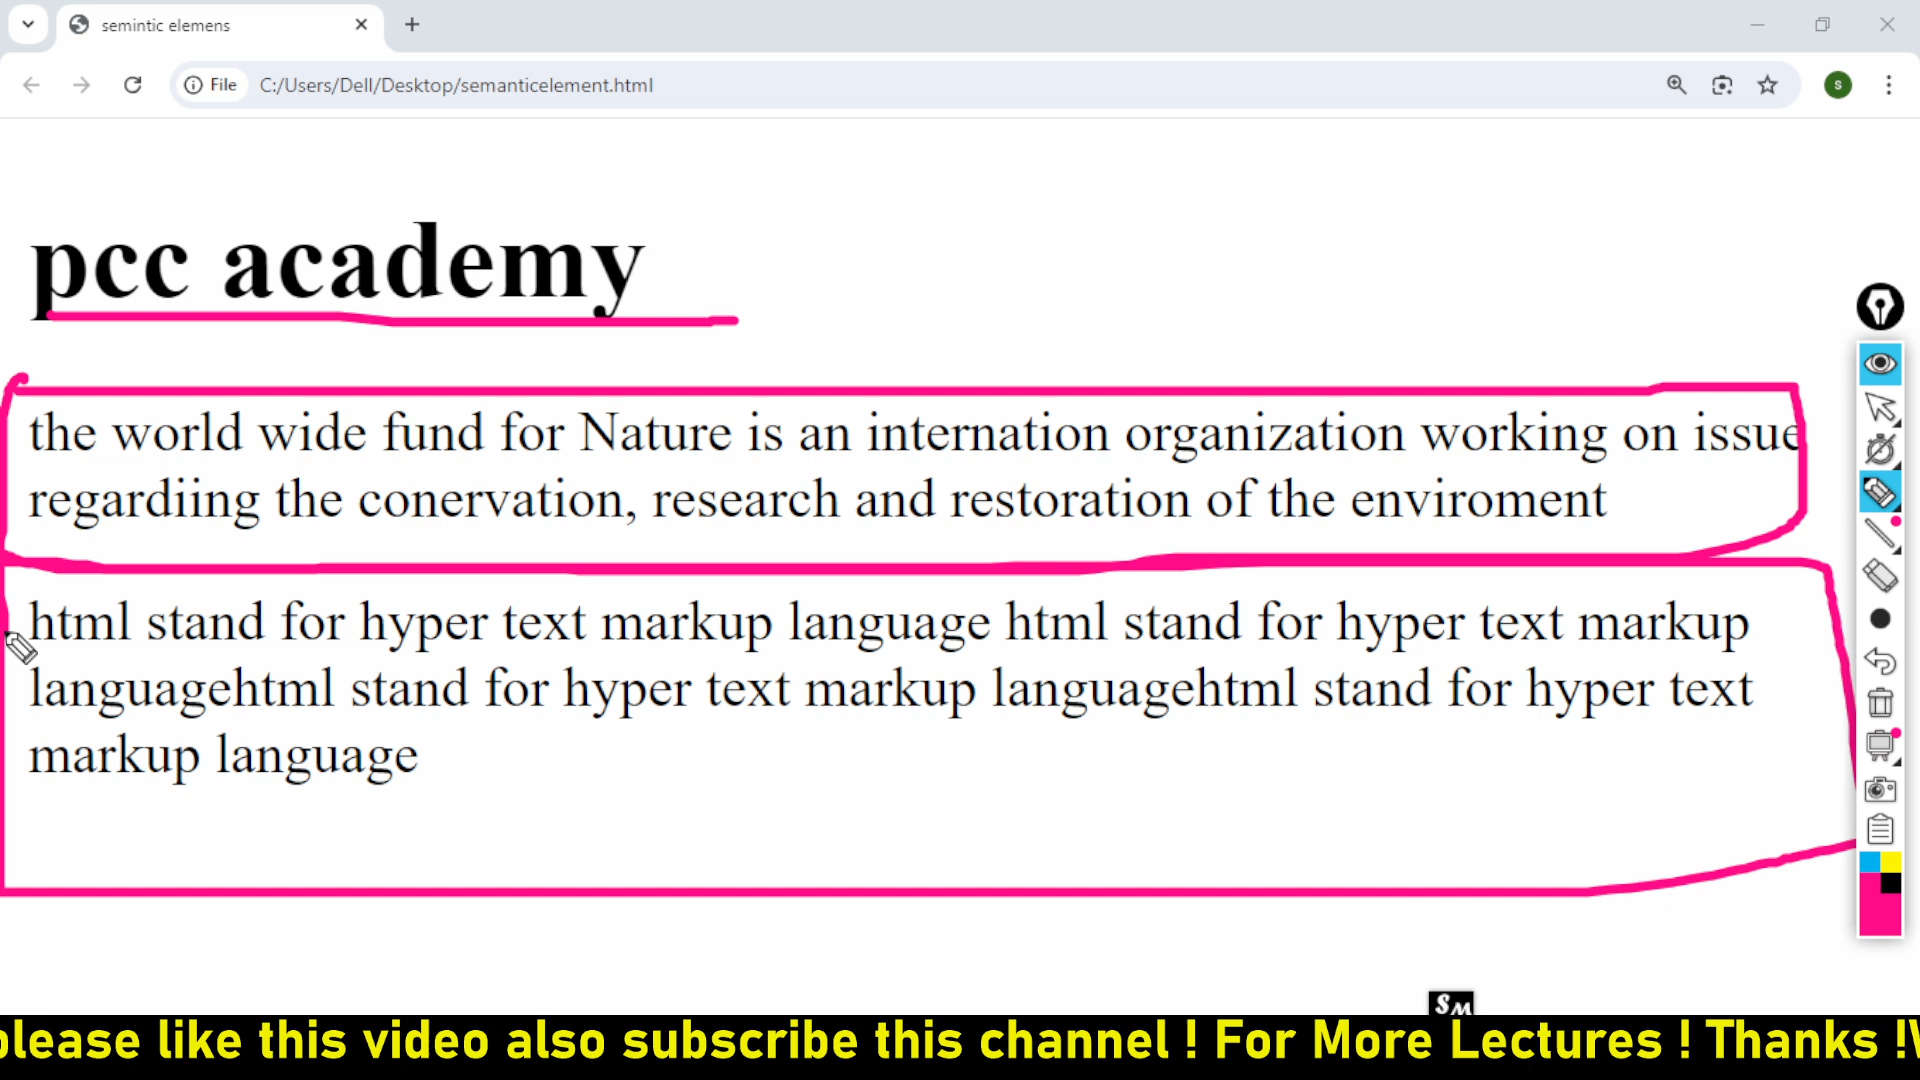 semintic elemens
File C:/Users/Dell/Desktop/semanticelement.html
S
pcc academy
the world wide fund for Nature is an internation organization working on issue
regardiing the conervation, research and restoration of the enviroment
html stand for hyper text markup language html stand for hyper text markup
languagehtml stand for hyper text markup languagehtml stand for hyper text
markup language
SM
please like this video also subscribe this channel ! For More Lectures ! Thanks !